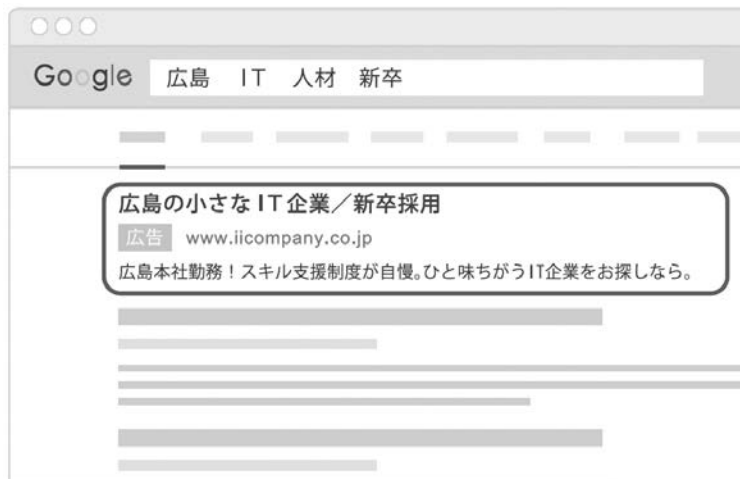 Google 広島 IT 人材 新卒
広島の小さなIT企業／新卒採用
広告 www.iicompany.co.jp
広島本社勤務！スキル支援制度が自慢。ひと味ちがうIT企業をお探しなら。